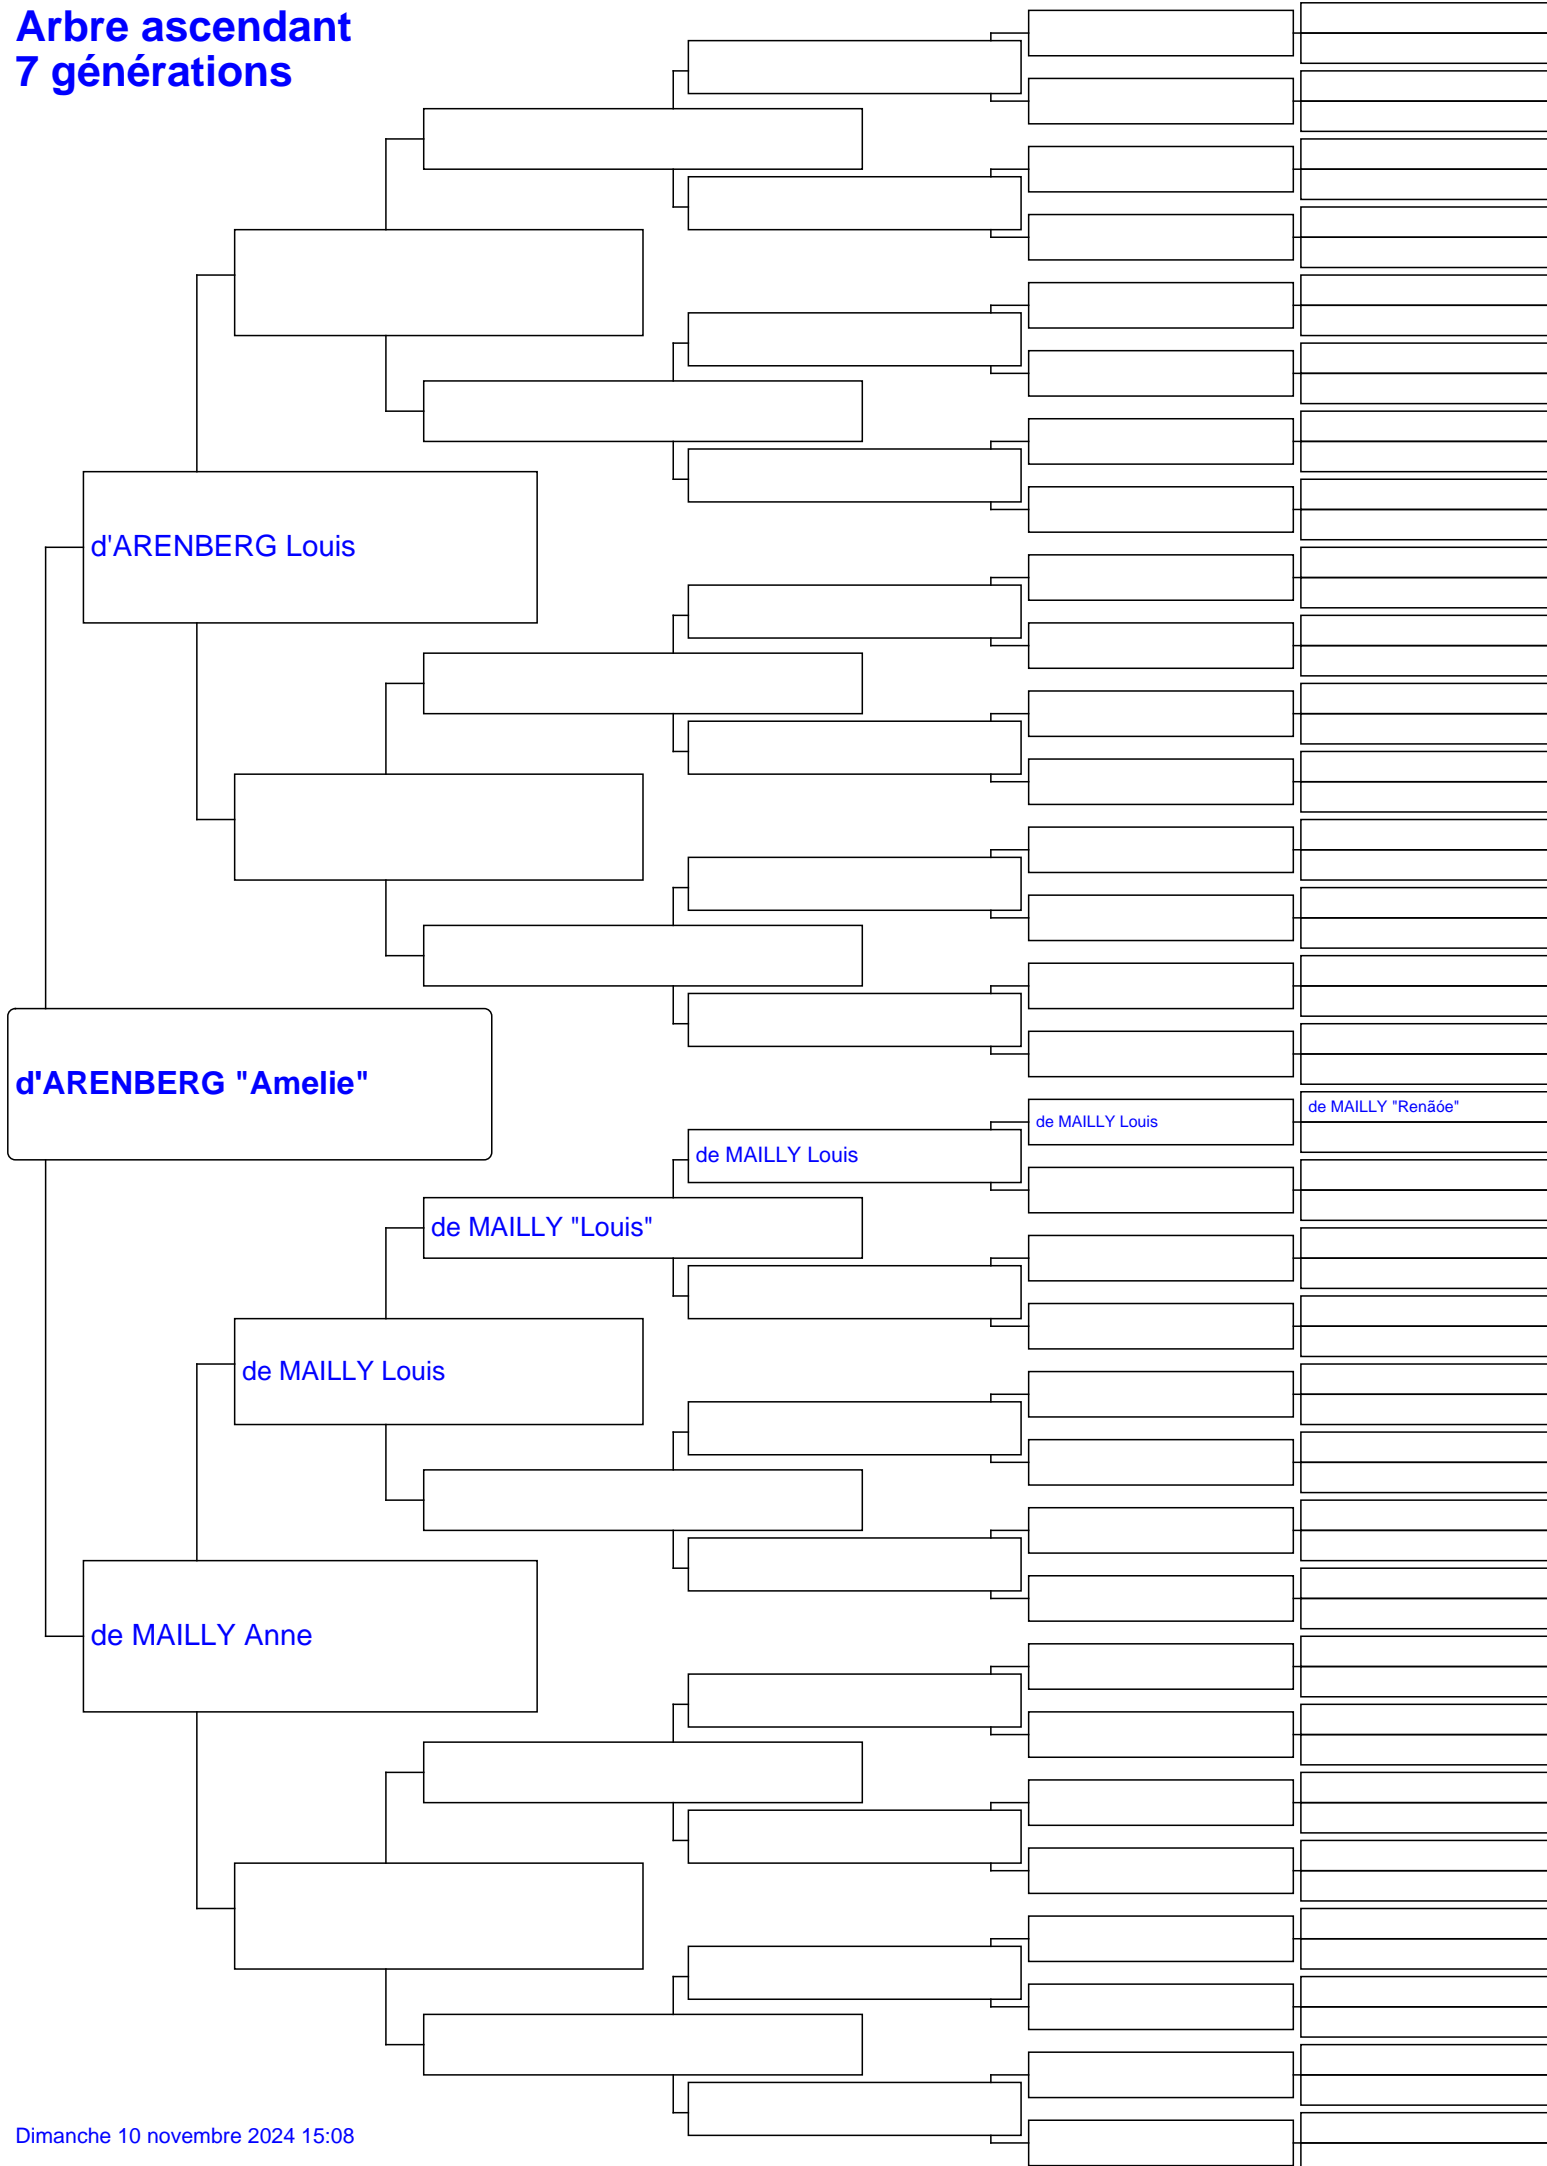 Arbre ascendant
7 générations
d'ARENBERG Louis
d'ARENBERG "Amelie"
de MAILLY "Renãóe"
de MAILLY Louis
de MAILLY Louis
de MAILLY "Louis"
de MAILLY Louis
de MAILLY Anne
Dimanche 10 novembre 2024 15:08